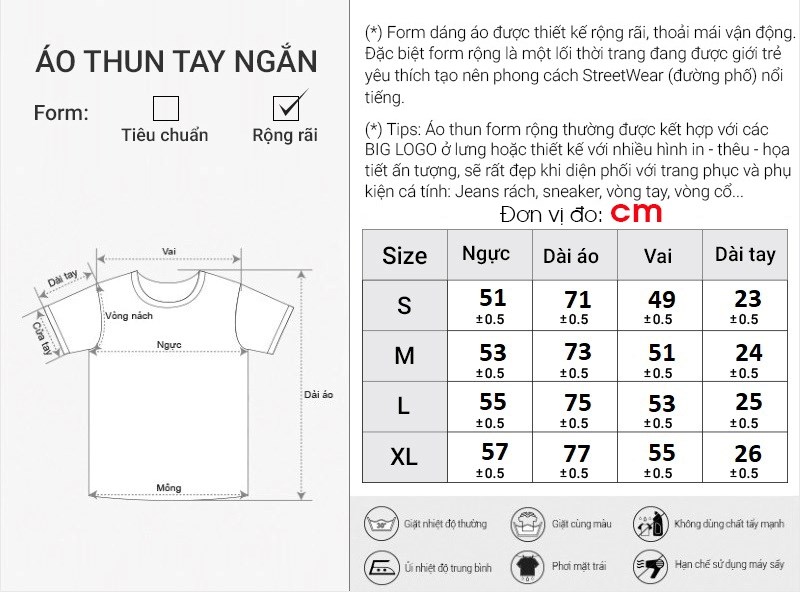 ÁO THUN TAY NGẮN
Form:
Tiêu chuẩn
Rộng rãi
Vai
Dài tay
Cửa tay
Vòng nách
Ngực
Dài áo
Mông
(*) Form dáng áo được thiết kế rộng rãi, thoải mái vận động.
Đặc biệt form rộng là một lối thời trang đang được giới trẻ
yêu thích tạo nên phong cách StreetWear (đường phố) nổi
tiếng.
(*) Tips: Áo thun form rộng thường được kết hợp với các
BIG LOGO ở lưng hoặc thiết kế với nhiều hình in - thêu - họa
tiết ấn tượng, sẽ rất đẹp khi diện phối với trang phục và phụ
kiện cá tính: Jeans rách, sneaker, vòng tay, vòng cổ...
Đơn vị đo: cm
Size Ngực Dài áo Vai Dài tay
S 51 71 49 23
±0.5 ±0.5 ±0.5 ±0.5
M 53 73 51 24
±0.5 ±0.5 ±0.5 ±0.5
L 55 75 53 25
±0.5 ±0.5 ±0.5 ±0.5
XL 57 77 55 26
±0.5 ±0.5 ±0.5 ±0.5
30°
Giặt nhiệt độ thường
Giặt cùng màu
Không dùng chất tẩy mạnh
Ủi nhiệt độ trung bình
Phơi mặt trái
Hạn chế sử dụng máy sấy